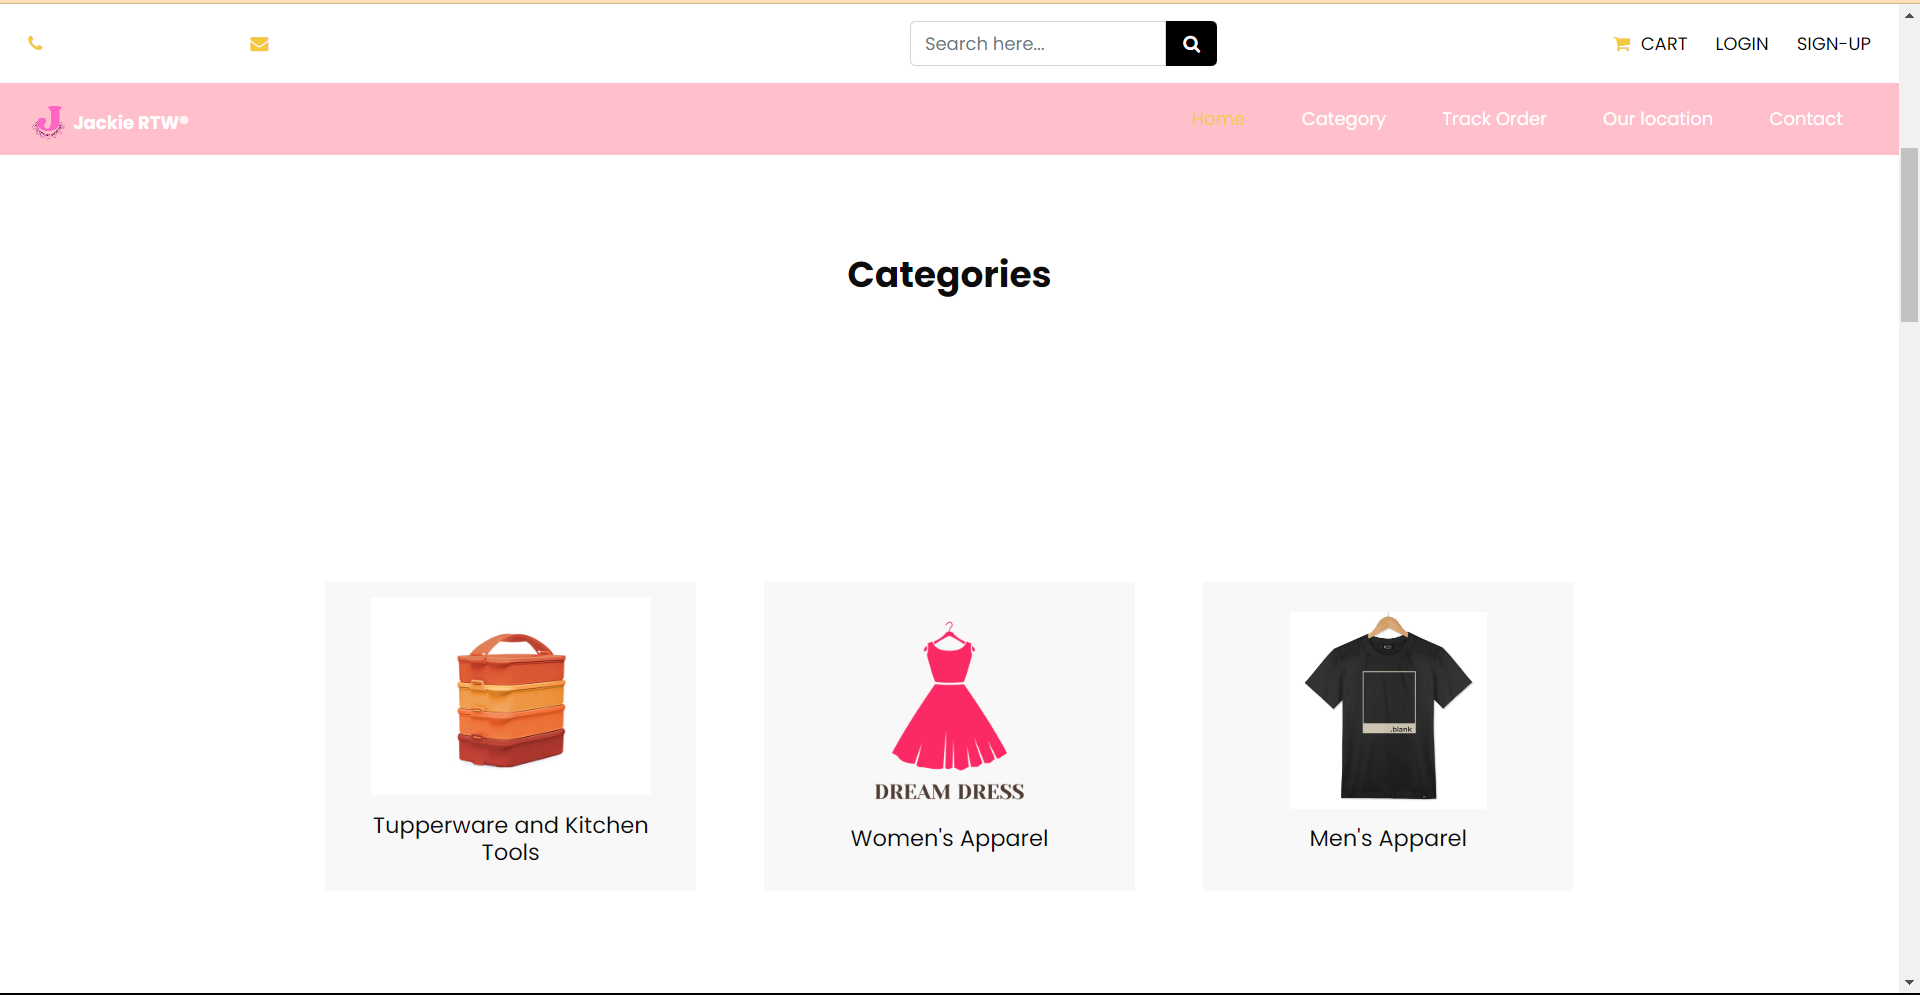 Search here...
CART
LOGIN
SIGN-UP
Jackie RTW®
Home
Category
Track Order
Our location
Contact
Categories
.blank
DREAM DRESS
Tupperware and Kitchen
Tools
Women's Apparel
Men's Apparel